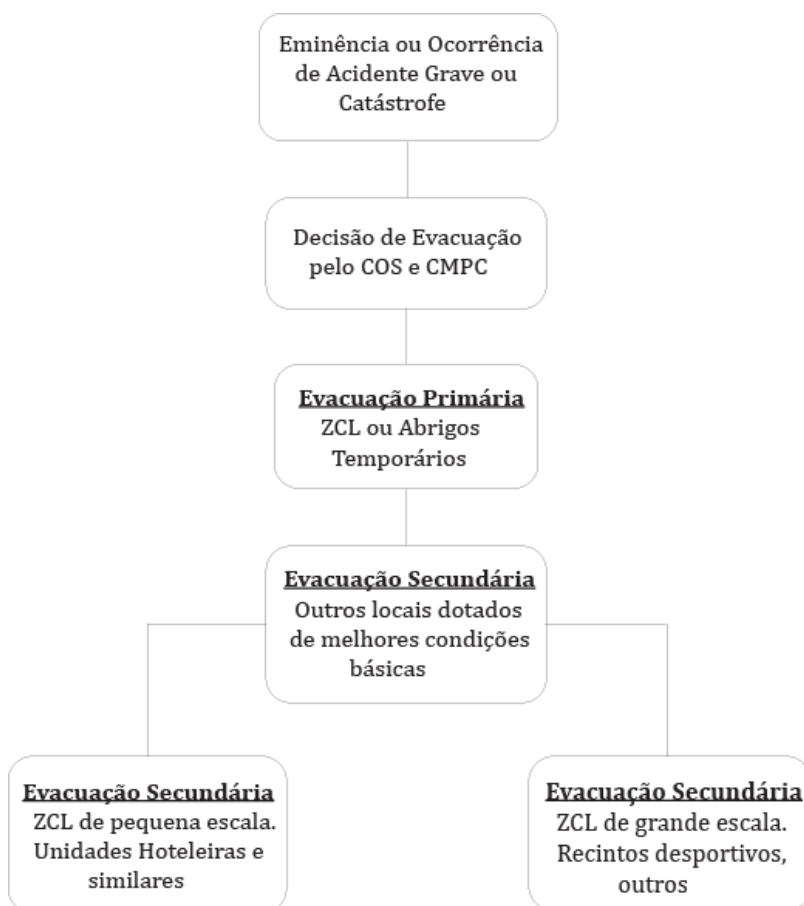 Eminência ou Ocorrência
de Acidente Grave ou
Catástrofe
Decisão de Evacuação
pelo COS e CMPC
Evacuação Primária
ZCL ou Abrigos
Temporários
Evacuação Secundária
Outros locais dotados
de melhores condições
básicas
Evacuação Secundária
ZCL de pequena escala.
Unidades Hoteleiras e
similares
Evacuação Secundária
ZCL de grande escala.
Recintos desportivos,
outros